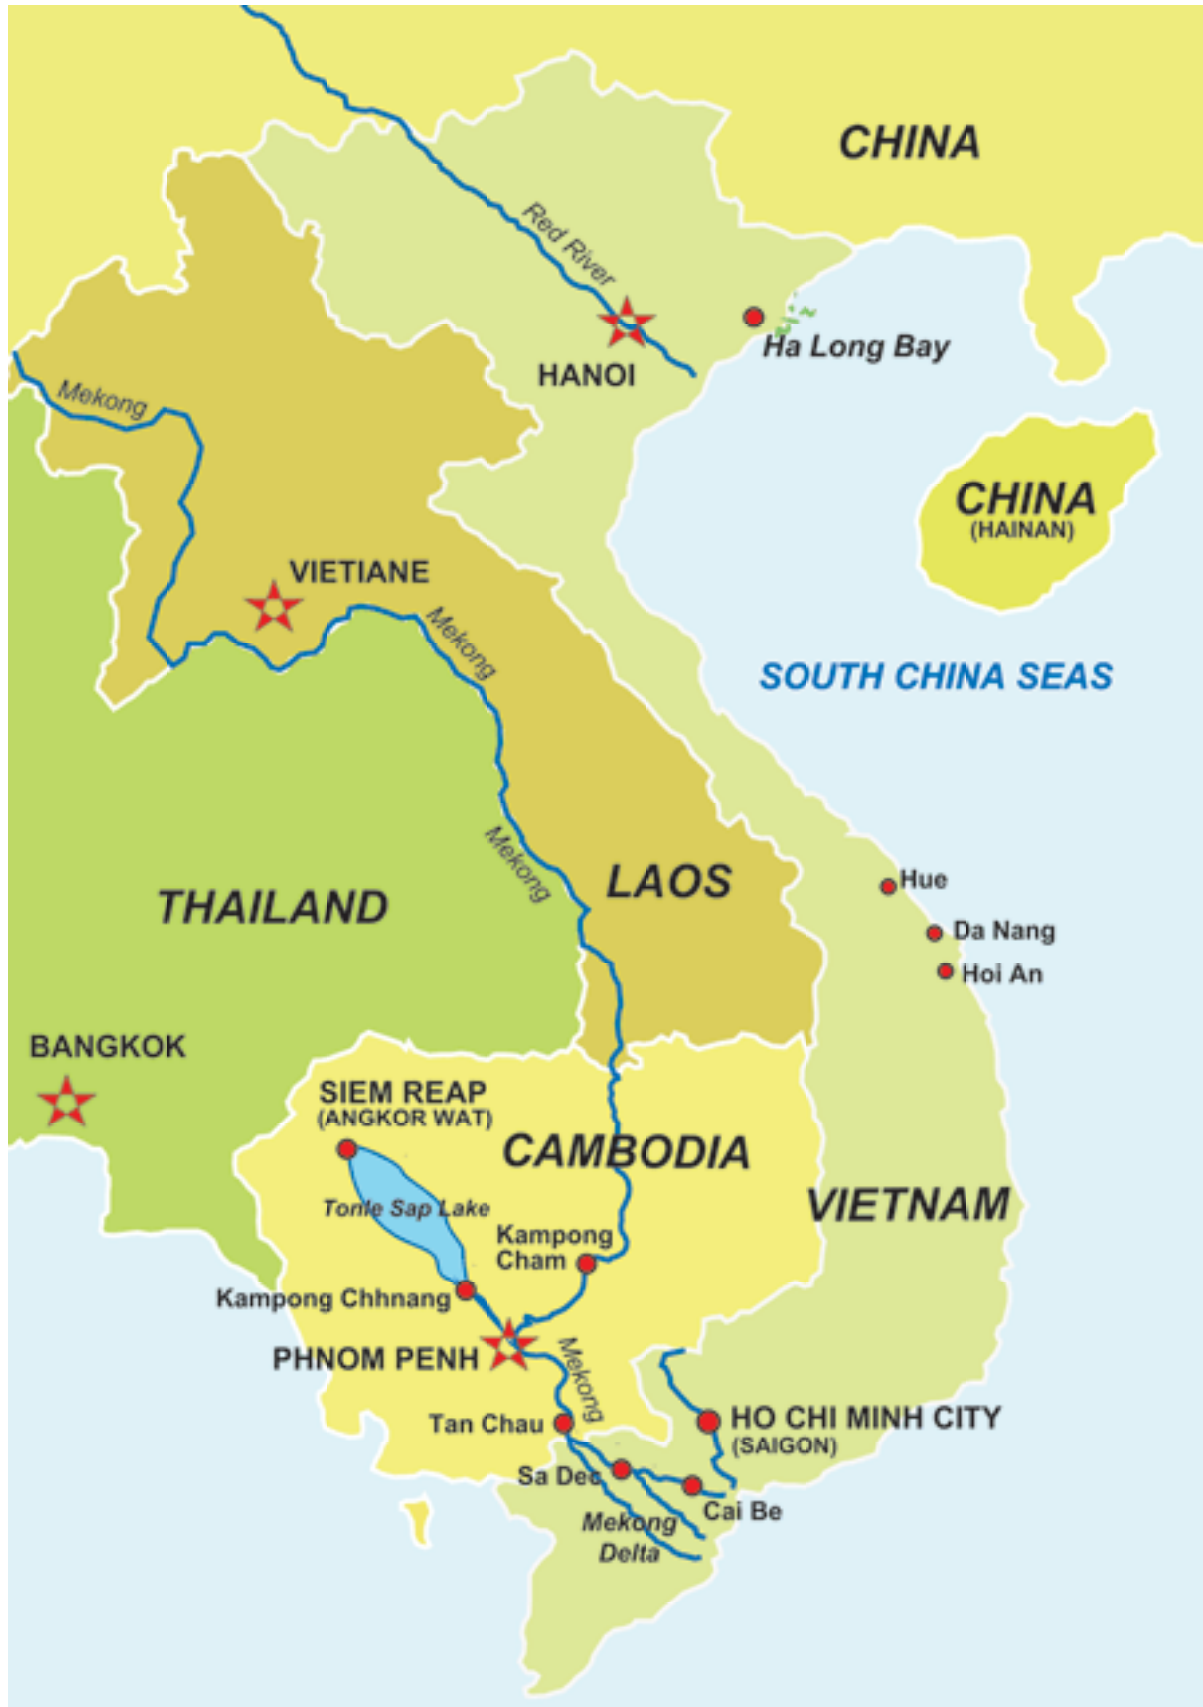 CHINA
Red River
Ha Long Bay
HANOI
Mekong
CHINA
(HAINAN)
VIETIANE
Mekong
SOUTH CHINA SEAS
Mekong
LAOS
Hue
THAILAND
Da Nang
Hoi An
BANGKOK
SIEM REAP
(ANGKOR WAT)
CAMBODIA
Tonle Sap Lake
VIETNAM
Kampong
Cham
Kampong Chhnang
PHNOM PENH
Mekong
Tan Chau
HO CHI MINH CITY
(SAIGON)
Sa Dec
Cai Be
Mekong
Delta